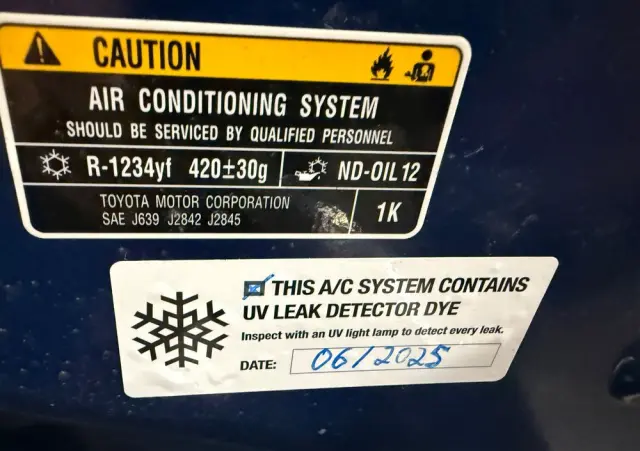 CAUTION
AIR CONDITIONING SYSTEM
SHOULD BE SERVICED BY QUALIFIED PERSONNEL
R-1234yf 420±30g ND-OIL 12
TOYOTA MOTOR CORPORATION
SAE J639 J2842 J2845
1K
THIS A/C SYSTEM CONTAINS
UV LEAK DETECTOR DYE
Inspect with an UV light lamp to detect every leak.
DATE: 06/2025